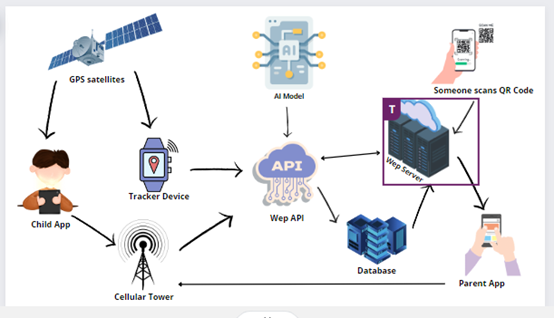 SCAN ME
GPS satellites
AI
AI Model
Someone scans QR Code
T
API
Wep Server
Tracker Device
Child App
Wep API
Database
Parent App
Cellular Tower